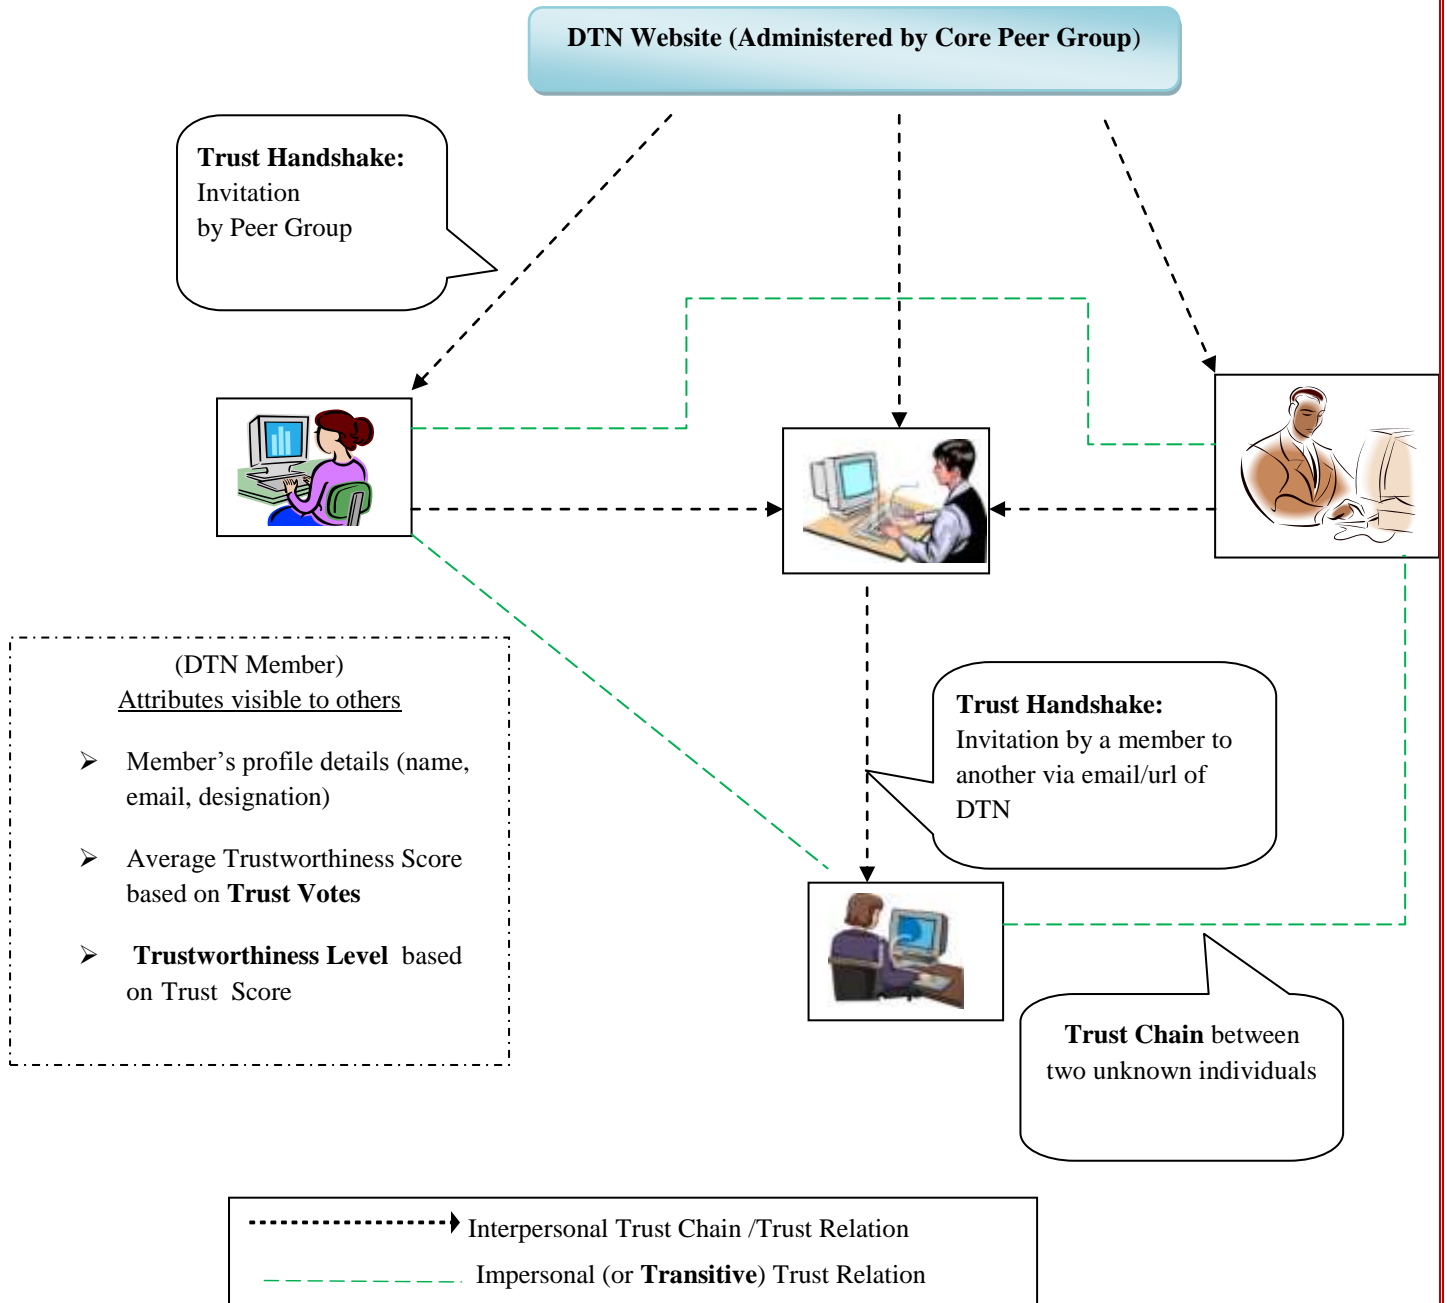 DTN Website (Administered by Core Peer Group)
Trust Handshake:
Invitation
by Peer Group
(DTN Member)
Attributes visible to others
➢ Member’s profile details (name,
email, designation)
➢ Average Trustworthiness Score
based on Trust Votes
➢ Trustworthiness Level based
on Trust Score
Trust Handshake:
Invitation by a member to
another via email/url of
DTN
Trust Chain between
two unknown individuals
Interpersonal Trust Chain /Trust Relation
Impersonal (or Transitive) Trust Relation